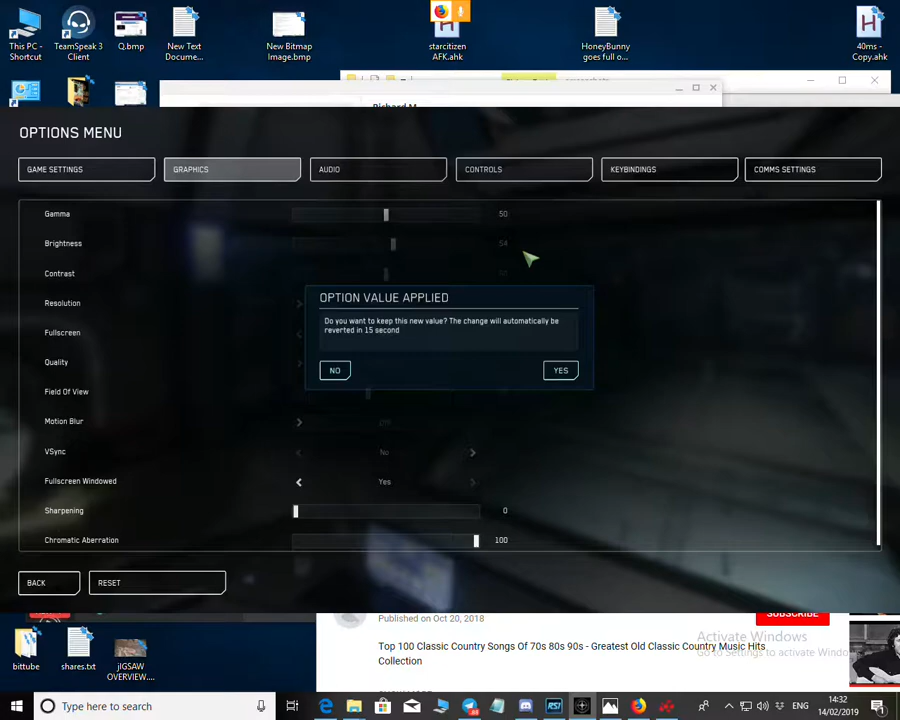 This PC -
Shortcut
TeamSpeak 3
Client
Q.bmp
New Text
Docume...
New Bitmap
Image.bmp
starcitizen
AFK.ahk
HoneyBunny
goes full o...
40ms -
Copy.ahk
OPTIONS MENU
GAME SETTINGS
GRAPHICS
AUDIO
CONTROLS
KEYBINDINGS
COMMS SETTINGS
Gamma
50
Brightness
54
Contrast
Resolution
Fullscreen
Quality
Field Of View
Motion Blur
VSync
No
Fullscreen Windowed
Yes
Sharpening
0
Chromatic Aberration
100
OPTION VALUE APPLIED
Do you want to keep this new value? The change will automatically be
reverted in 15 second
NO
YES
BACK
RESET
bittube
shares.txt
jIGSAW
OVERVIEW....
Published on Oct 20, 2018
SUBSCRIBE
Top 100 Classic Country Songs Of 70s 80s 90s - Greatest Old Classic Country Music Hits
Collection
Activate Windows
Go to Settings to activate Windo
Type here to search
RSI
14:32
14/02/2019
1